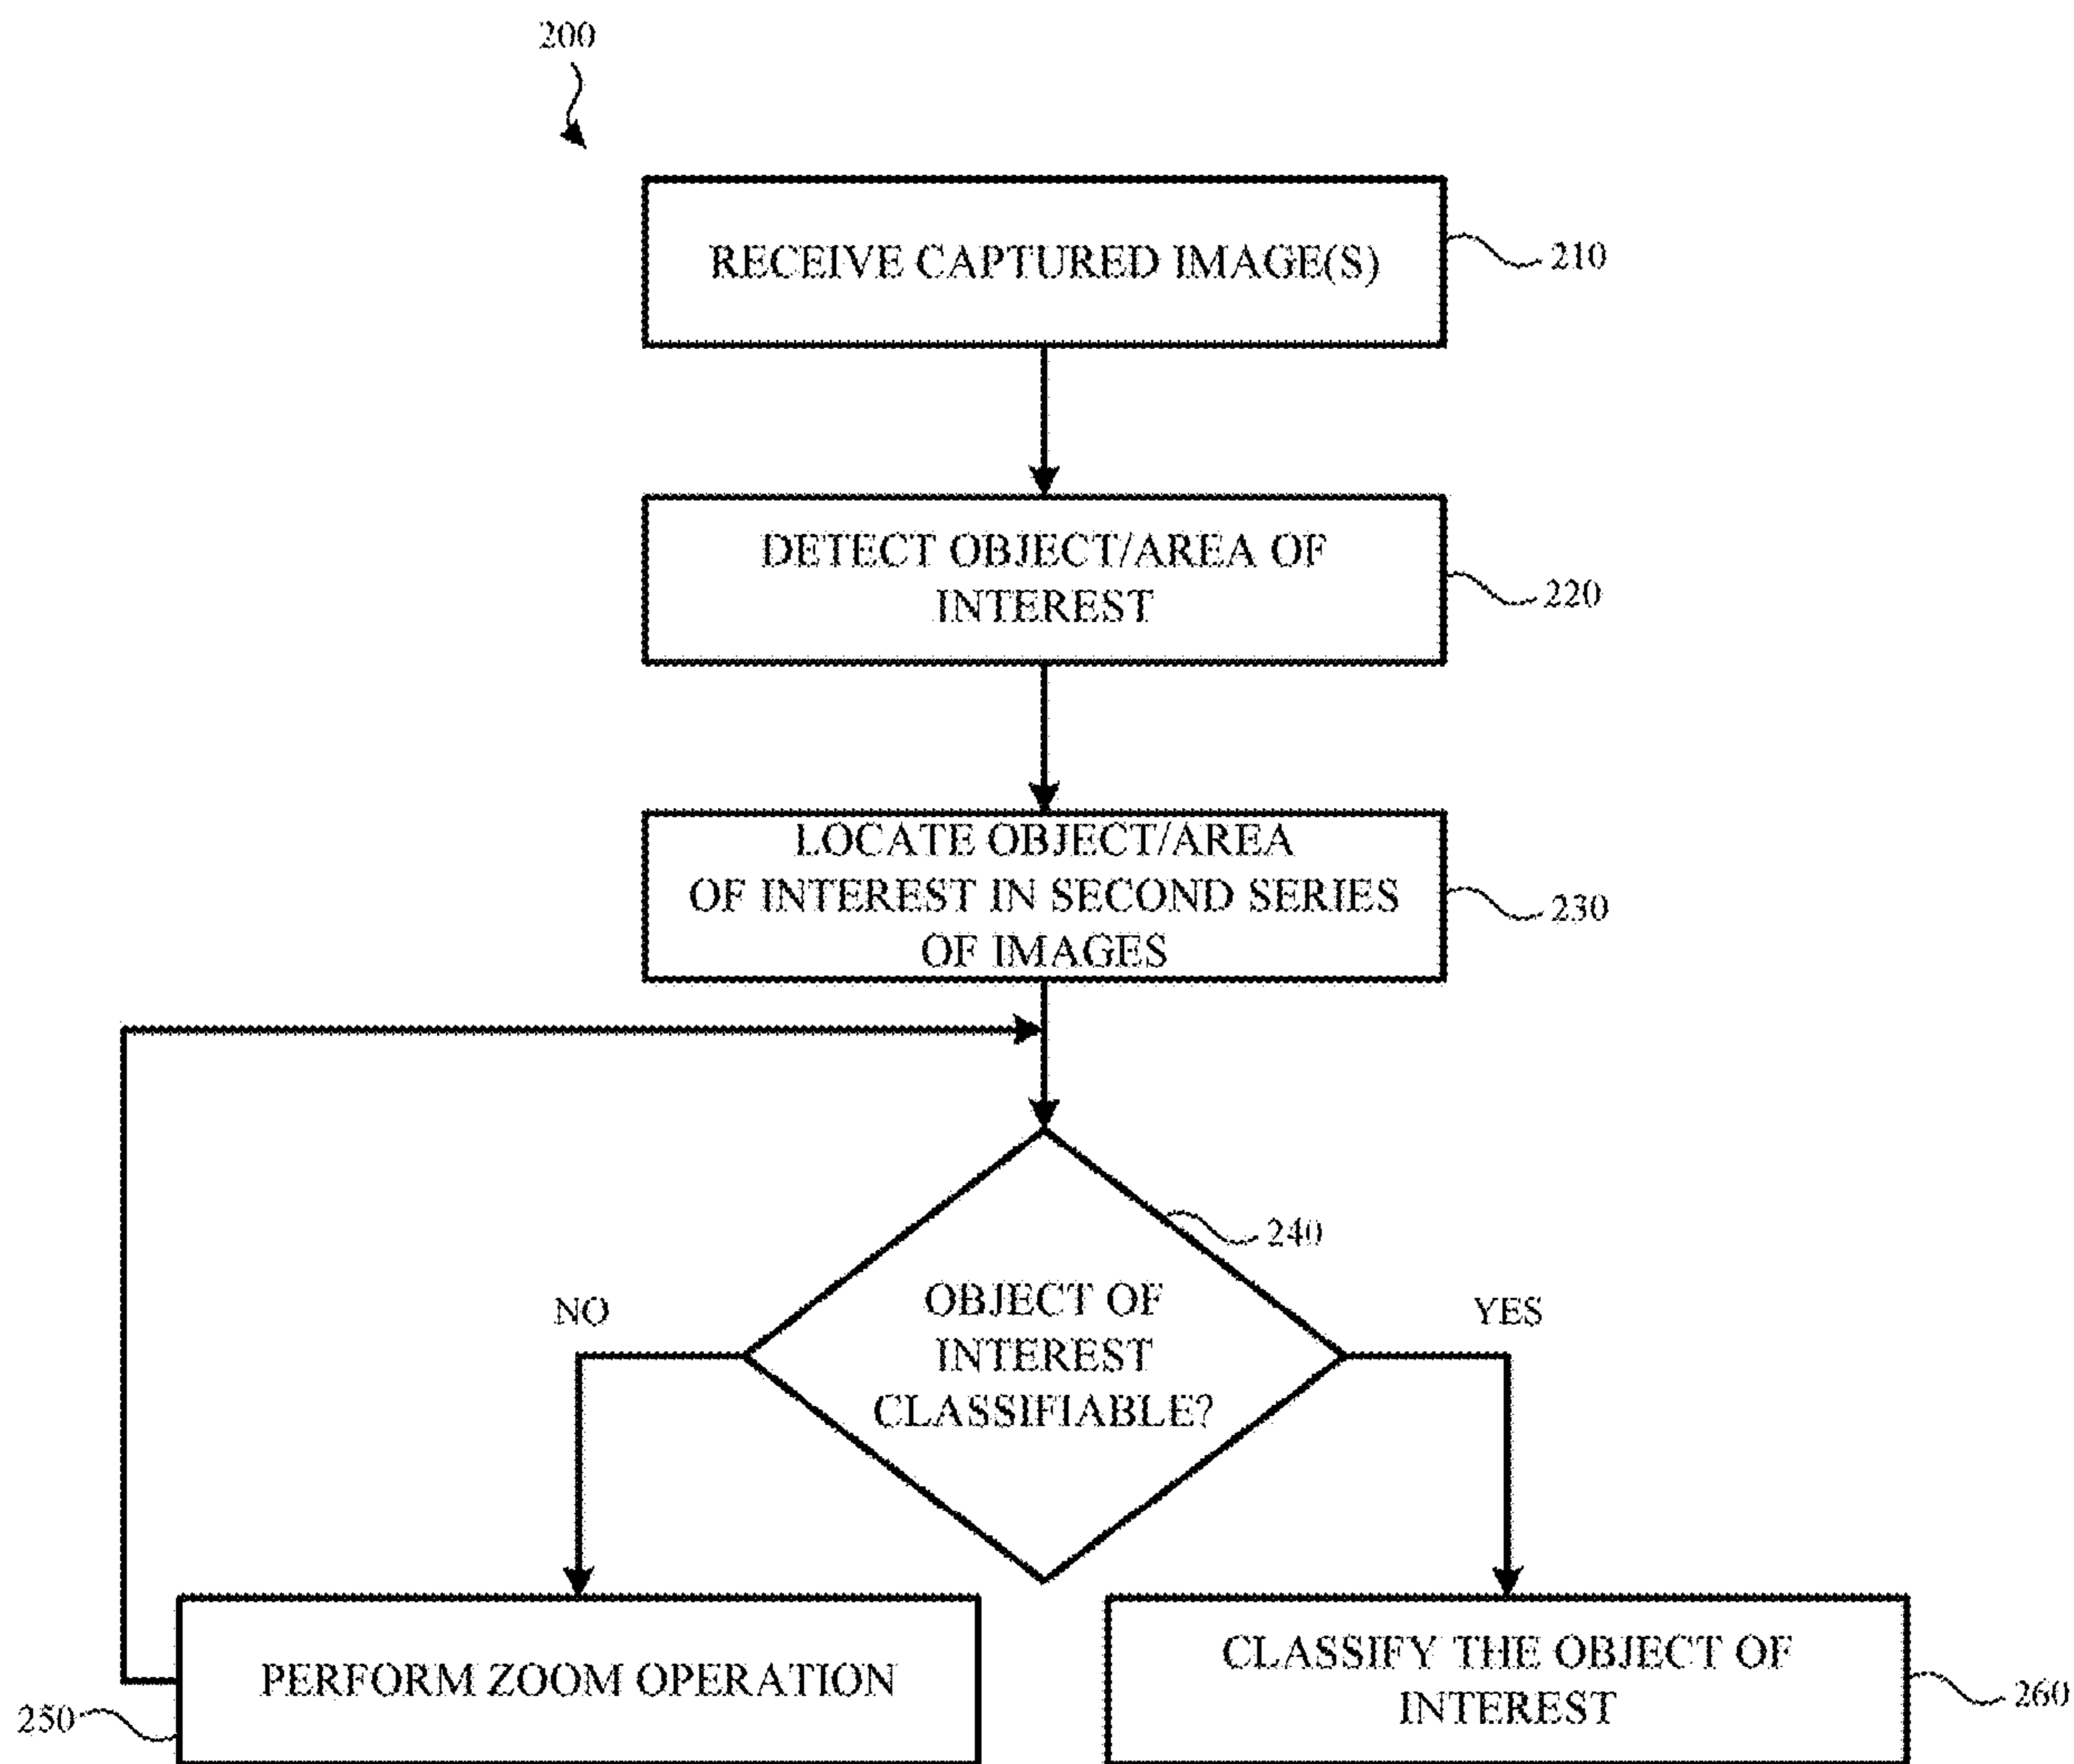 200
RECEIVE CAPTURED IMAGE(S)
210
DETECT OBJECT/AREA OF
INTEREST
220
LOCATE OBJECT/AREA
OF INTEREST IN SECOND SERIES
OF IMAGES
230
240
OBJECT OF
INTEREST
CLASSIFIABLE?
NO
YES
PERFORM ZOOM OPERATION
250
CLASSIFY THE OBJECT OF
INTEREST
260